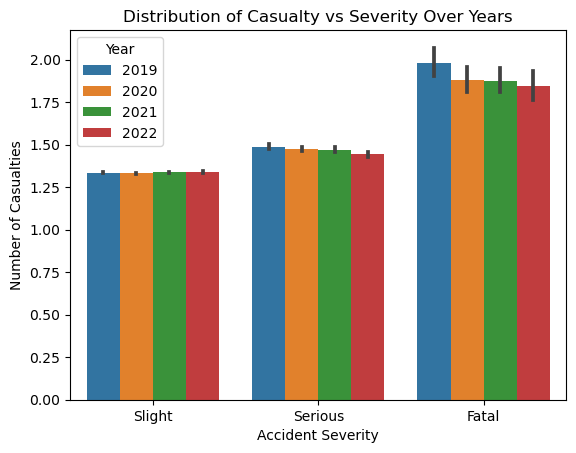 Distribution of Casualty vs Severity Over Years
Number of Casualties
2.00
1.75
1.50
1.25
1.00
0.75
0.50
0.25
0.00
Year
2019
2020
2021
2022
Slight Serious Fatal
Accident Severity